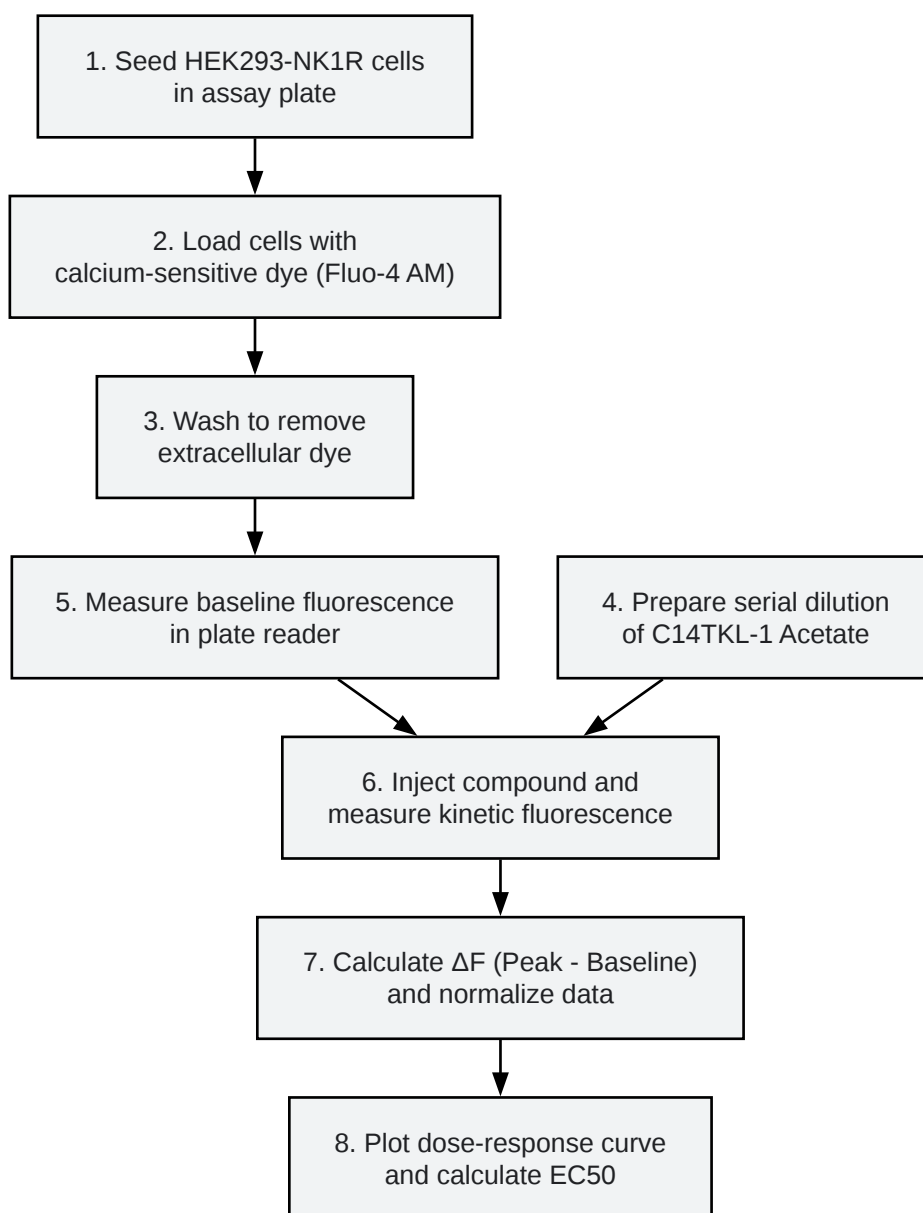 1. Seed HEK293-NK1R cells
in assay plate
2. Load cells with
calcium-sensitive dye (Fluo-4 AM)
3. Wash to remove
extracellular dye
5. Measure baseline fluorescence
in plate reader
4. Prepare serial dilution
of C14TKL-1 Acetate
6. Inject compound and
measure kinetic fluorescence
7. Calculate ΔF (Peak - Baseline)
and normalize data
8. Plot dose-response curve
and calculate EC50